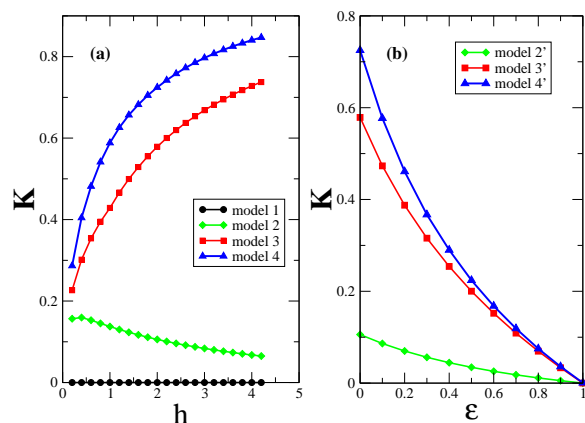 (a)
K
0.8
0.6
0.4
0.2
0
model 1
model 2
model 3
model 4
0 1 2 3 4 5
h
(b)
K
0.8
0.6
0.4
0.2
0
model 2'
model 3'
model 4'
0 0.2 0.4 0.6 0.8 1
ε